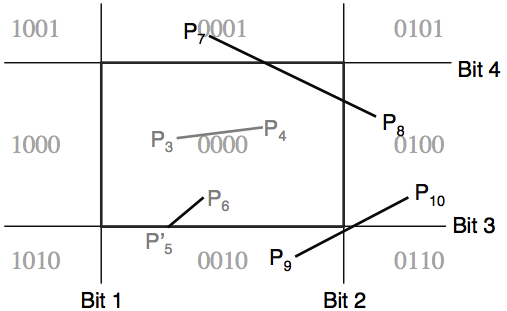 1001 P7 0001 0101
Bit 4
P8
1000 P3 0000 P4 0100
P6 P10
Bit 3
P’5
1010 0010 P9 0110
Bit 1 Bit 2